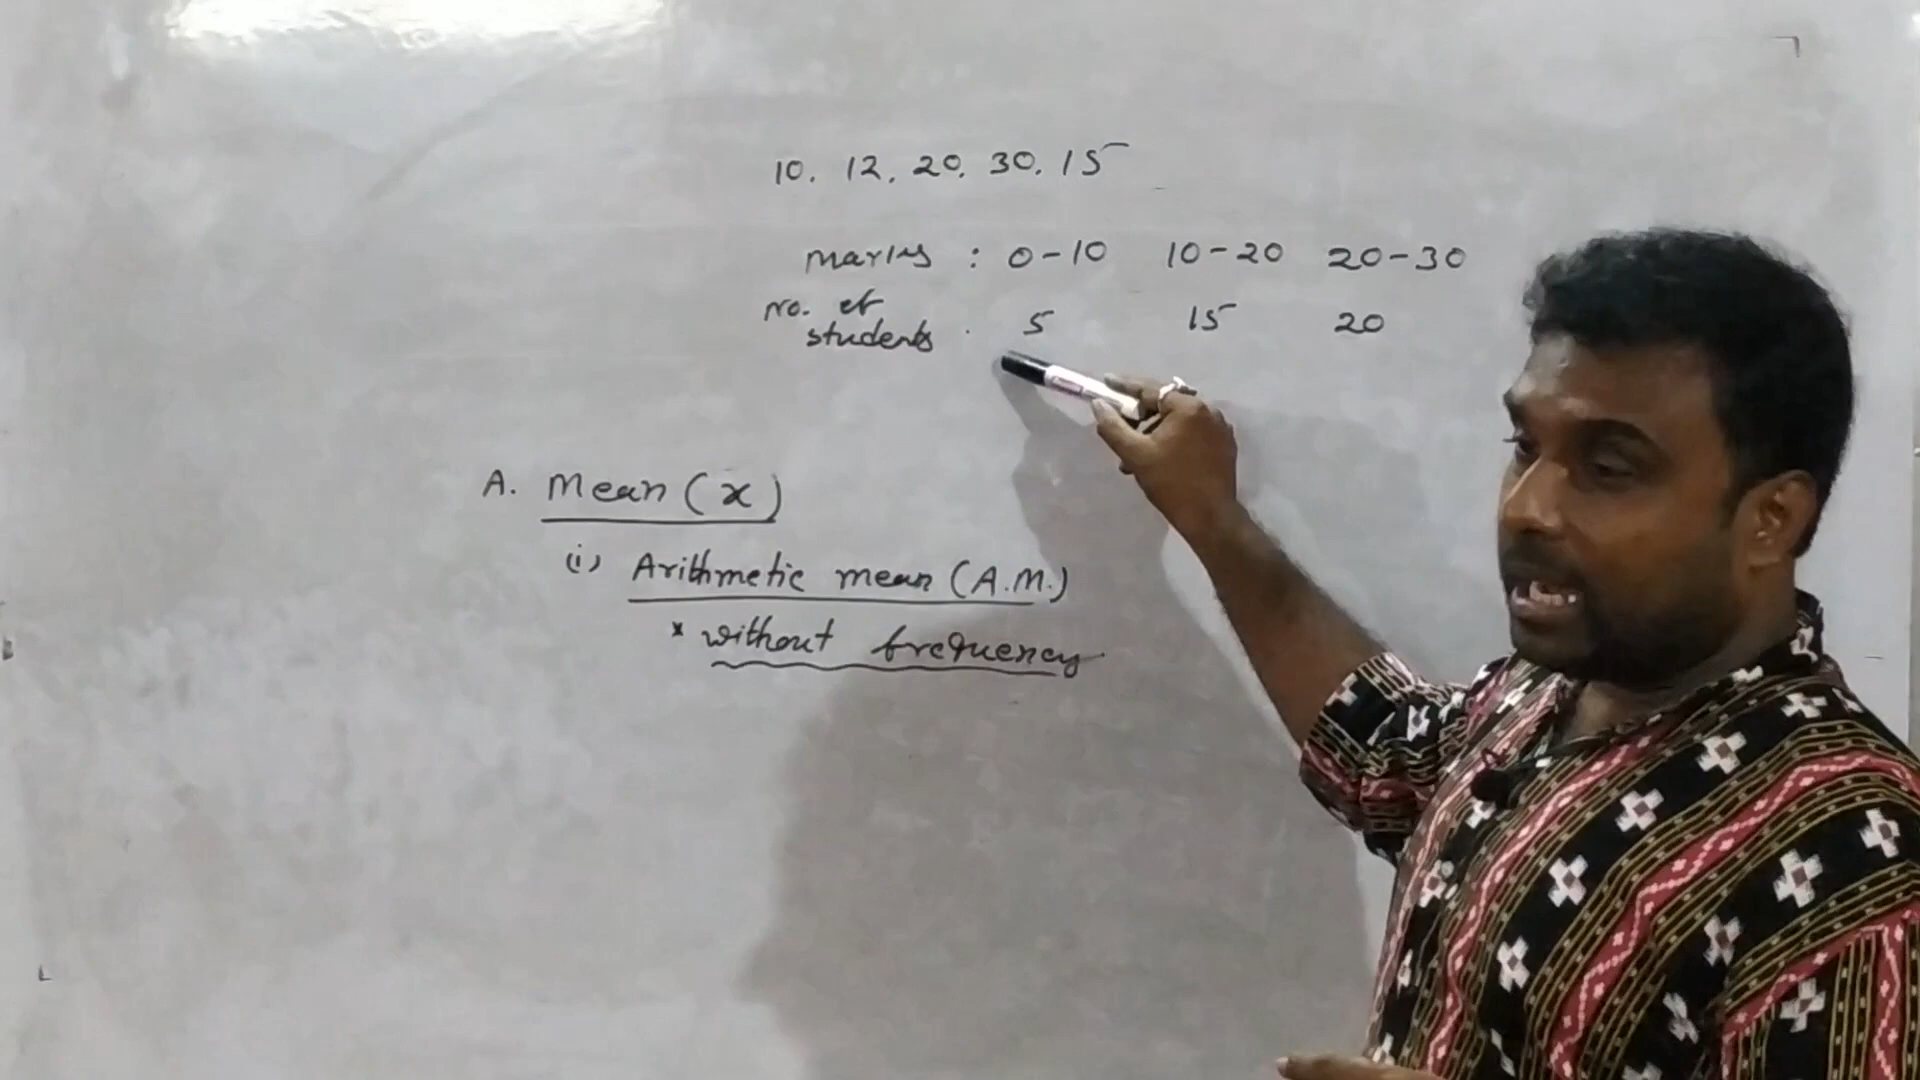 10, 12, 20, 30, 15
Marks : 0-10 10-20 20-30
No. of
students . 5 15 20
A. Mean (x)
(i) Arithmetic mean (A.M.)
* without frequency